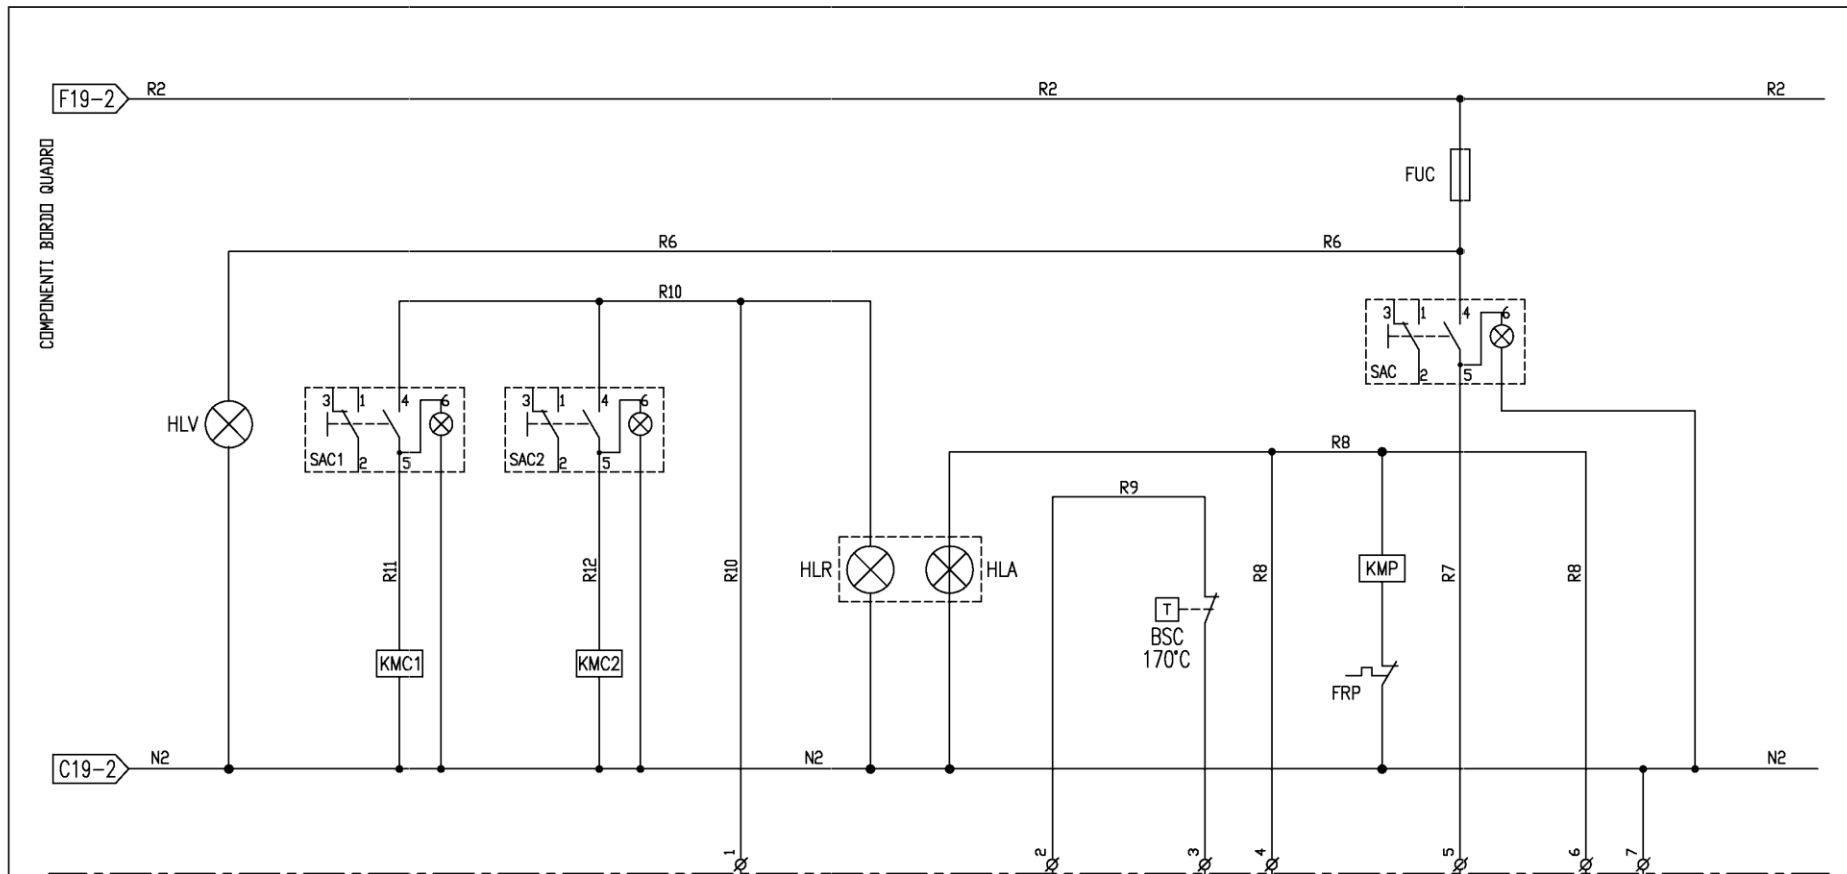 F19-2 R2 R2 R2
COMPONENTI BORDO QUADRO
FUC
R6 R6
R10
3 1 4 6
SAC 2 5
HLV
3 1 4 6
SAC1 2 5
3 1 4 6
SAC2 2 5
R8
R9
R11 R12 R10 HLR HLA R8 KMP R7 R8
T
BSC
170°C
KMC1 KMC2
FRP
C19-2 N2 N2 N2
1 2 3 4 5 6 7